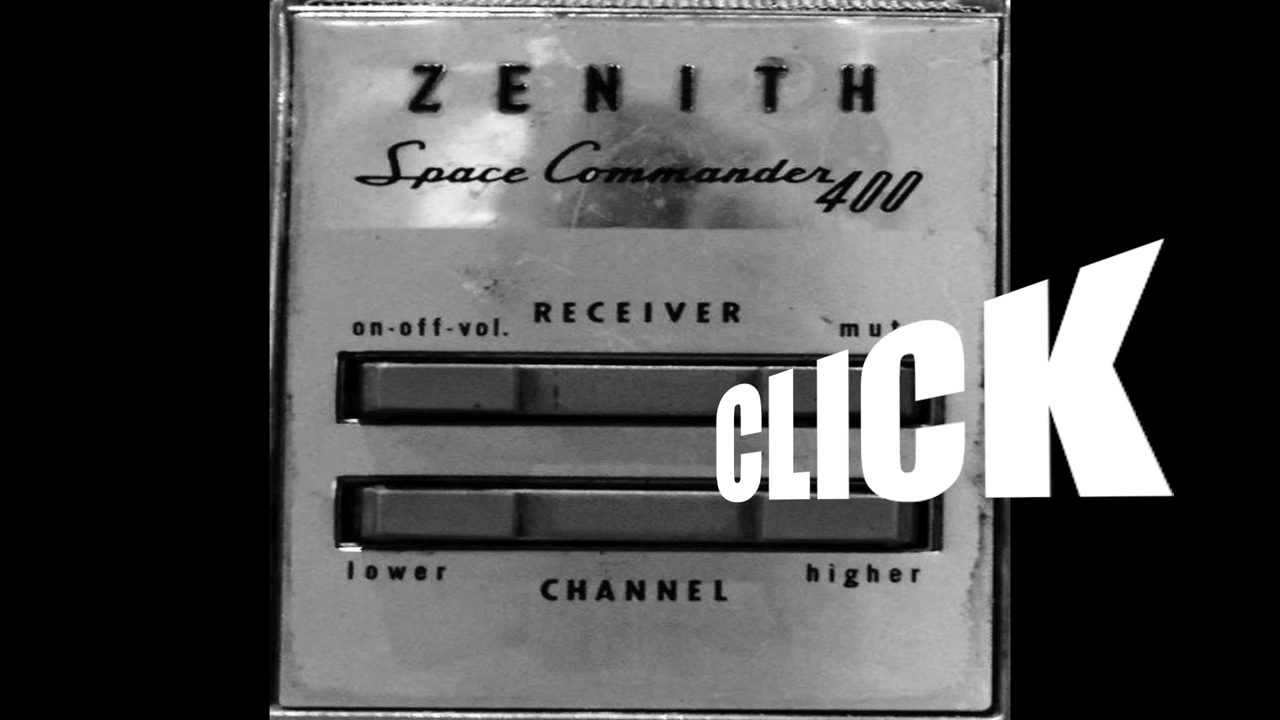 ZENITH
Space Commander 400
RECEIVER
on-off-vol.
CLICK
lower
higher
CHANNEL